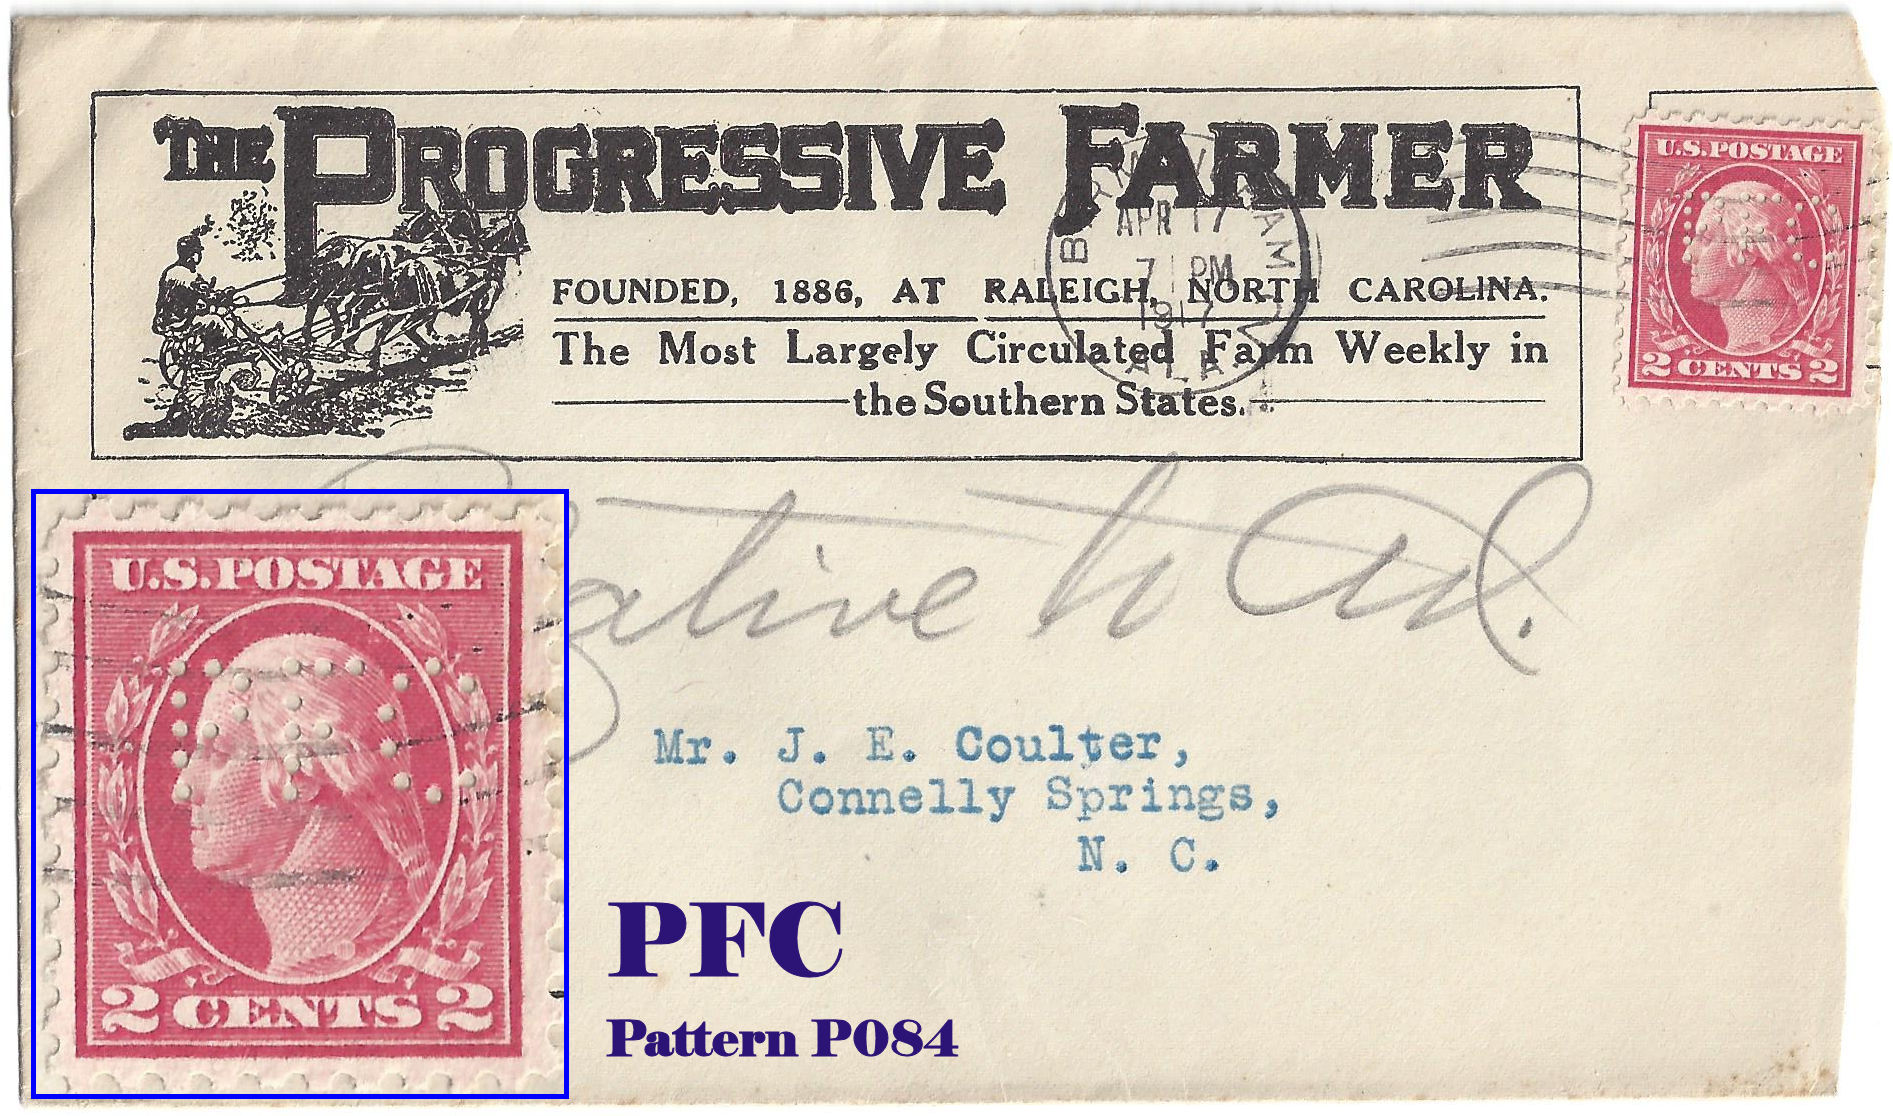 THE PROGRESSIVE FARMER
FOUNDED, 1886, AT RALEIGH, NORTH CAROLINA.
The Most Largely Circulated Farm Weekly in
the Southern States.
BIRMINGHAM
APR 17
7 PM
1917
ALA.
U.S. POSTAGE
2 CENTS 2
Mr. J. E. Coulter,
Connelly Springs,
N. C.
U.S. POSTAGE
2 CENTS 2
PFC
Pattern P084